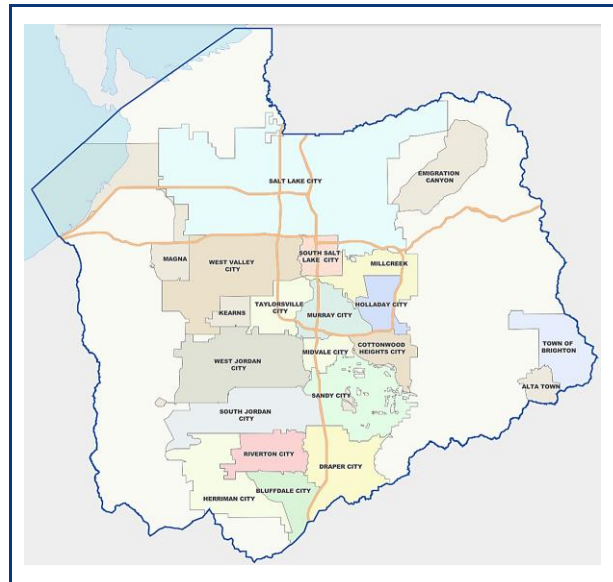 EMIGRATION
CANYON
SALT LAKE CITY
SOUTH SALT
LAKE CITY
MAGNA
WEST VALLEY
CITY
MILLCREEK
TAYLORSVILLE
CITY
HOLLADAY CITY
KEARNS
MURRAY CITY
COTTONWOOD
HEIGHTS CITY
TOWN OF
BRIGHTON
MIDVALE CITY
WEST JORDAN
CITY
ALTA TOWN
SANDY CITY
SOUTH JORDAN
CITY
RIVERTON CITY
DRAPER CITY
BLUFFDALE CITY
HERRIMAN CITY